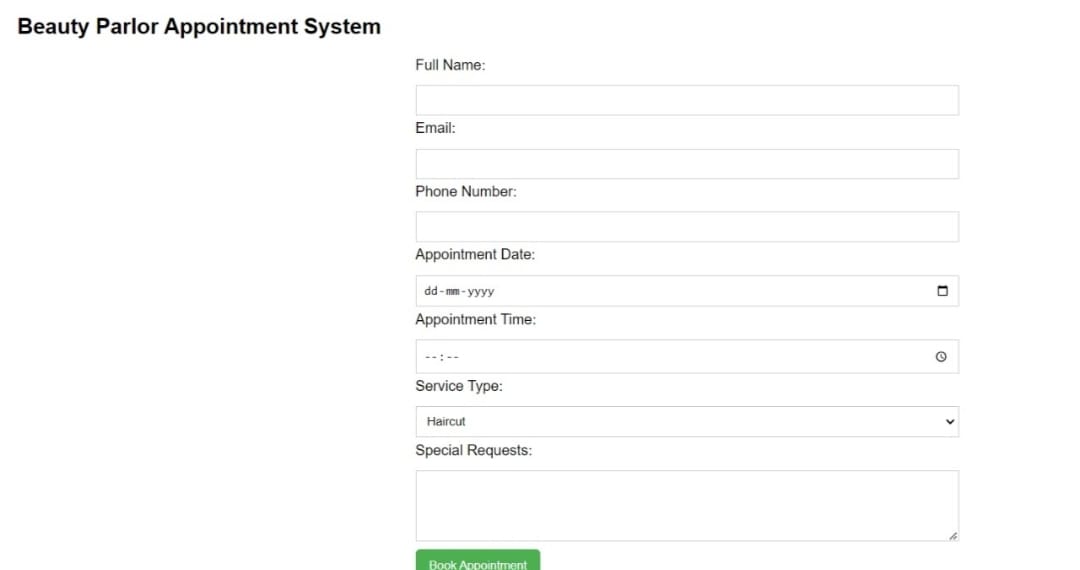 Beauty Parlor Appointment System
Full Name:
Email:
Phone Number:
Appointment Date:
dd-mm-yyyy
Appointment Time:
--:--
Service Type:
Haircut
Special Requests:
Book Appointment